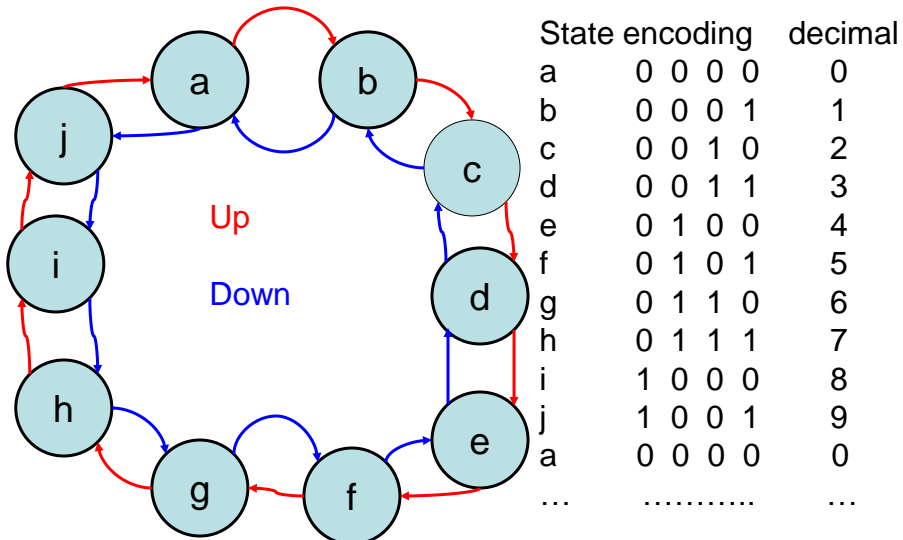 a
b
c
d
e
f
g
h
i
j
Up
Down
State encoding decimal
a 0 0 0 0 0
b 0 0 0 1 1
c 0 0 1 0 2
d 0 0 1 1 3
e 0 1 0 0 4
f 0 1 0 1 5
g 0 1 1 0 6
h 0 1 1 1 7
i 1 0 0 0 8
j 1 0 0 1 9
a 0 0 0 0 0
… ……….. …